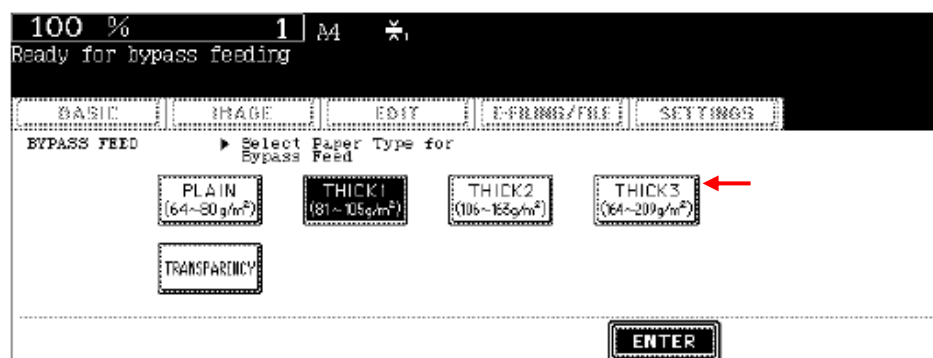 100 % 1 A4
Ready for bypass feeding
BASIC IMAGE EDIT E-FILING/FILE SETTINGS
BYPASS FEED ▶ Select Paper Type for
Bypass Feed
PLAIN THICK1 THICK2 THICK3
(64~80g/m²) (81~105g/m²) (106~163g/m²) (164~209g/m²)
TRANSPARENCY
ENTER